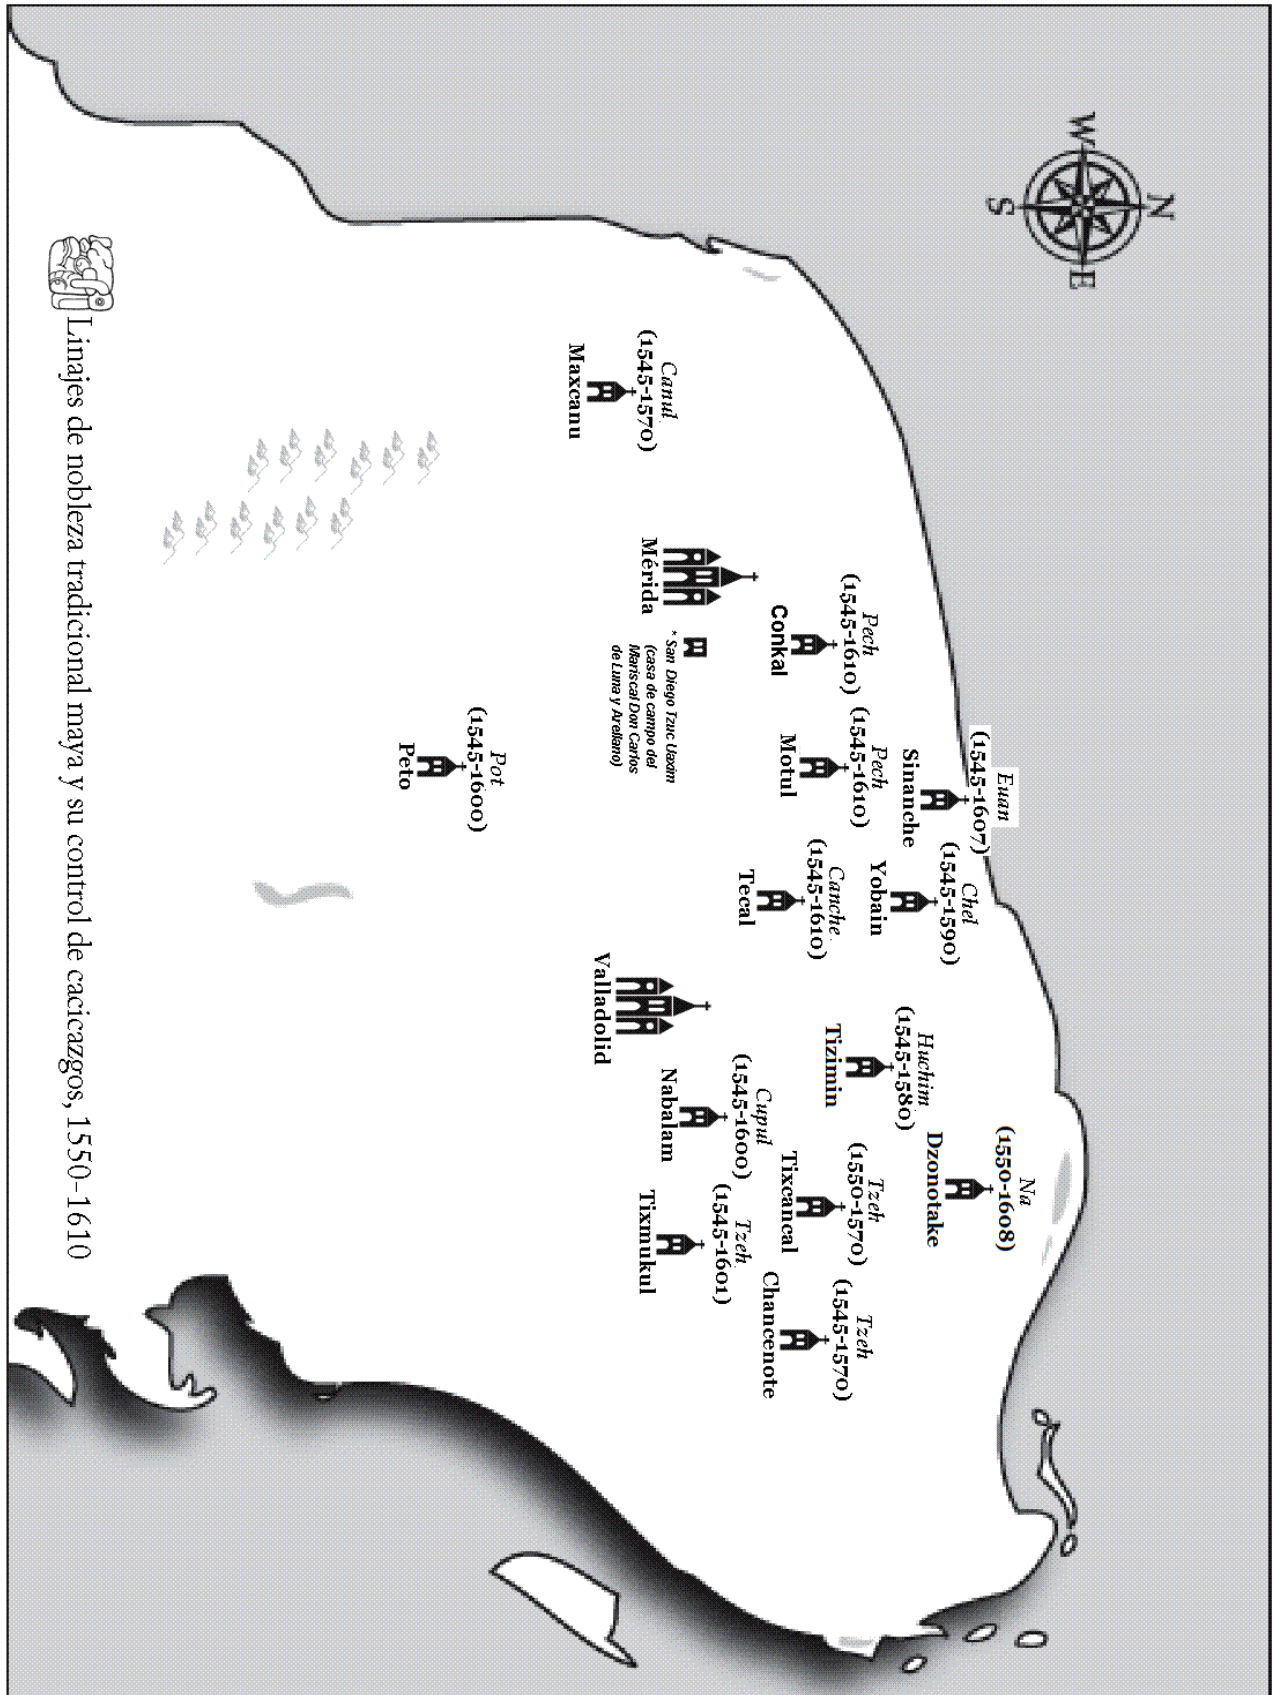 N
W
E
S
Euan
(1545-1607)
Sinanche
Na
(1550-1608)
Dzonotake
Chel
(1545-1590)
Yobain
Huchim
(1545-1580)
Tizimin
Pech
(1545-1610)
Conkal
Pech
(1545-1610)
Motul
Canche
(1545-1610)
Tecal
Tzeh
(1550-1570)
Tixcancal
Tzeh
(1545-1570)
Chancenote
Cupul
(1545-1600)
Nabalam
Tzeh
(1545-1601)
Tixmukul
Canul
(1545-1570)
Maxcanu
Mérida
* San Diego Tzuc Uaxim
(casa de campo del
Mariscal Don Carlos
de Luna y Arellano)
Valladolid
Pot
(1545-1600)
Peto
Linajes de nobleza tradicional maya y su control de cacicazgos, 1550-1610